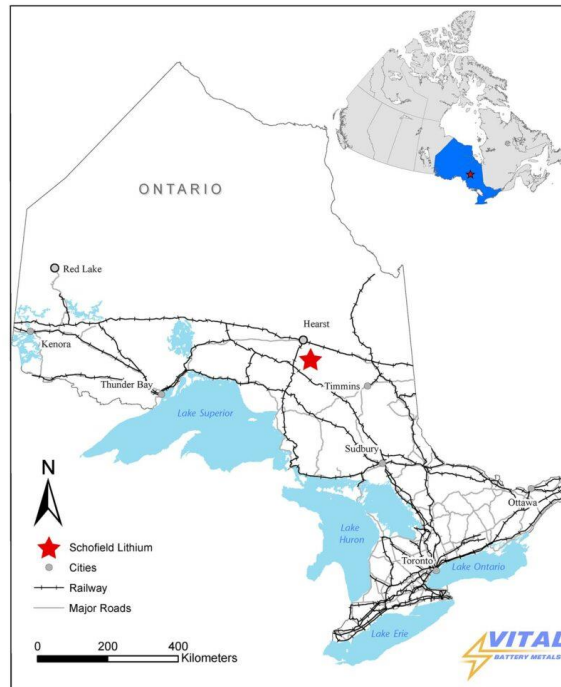 ONTARIO
Red Lake
Hearst
Kenora
Thunder Bay
Timmins
Lake Superior
Sudbury
Ottawa
Lake
Huron
Toronto
Lake Ontario
Lake Erie
N
Schofield Lithium
Cities
Railway
Major Roads
0 200 400
Kilometers
VITAL
BATTERY METALS